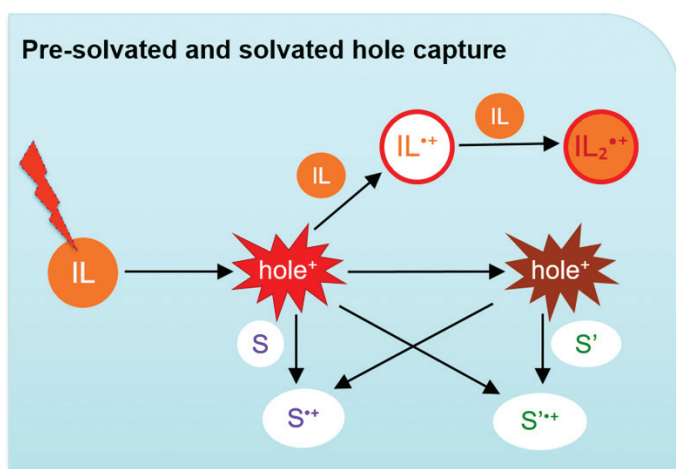 Pre-solvated and solvated hole capture
IL
IL•+
IL₂•+
IL
IL
hole⁺
hole⁺
S
S'
S•+
S'•+